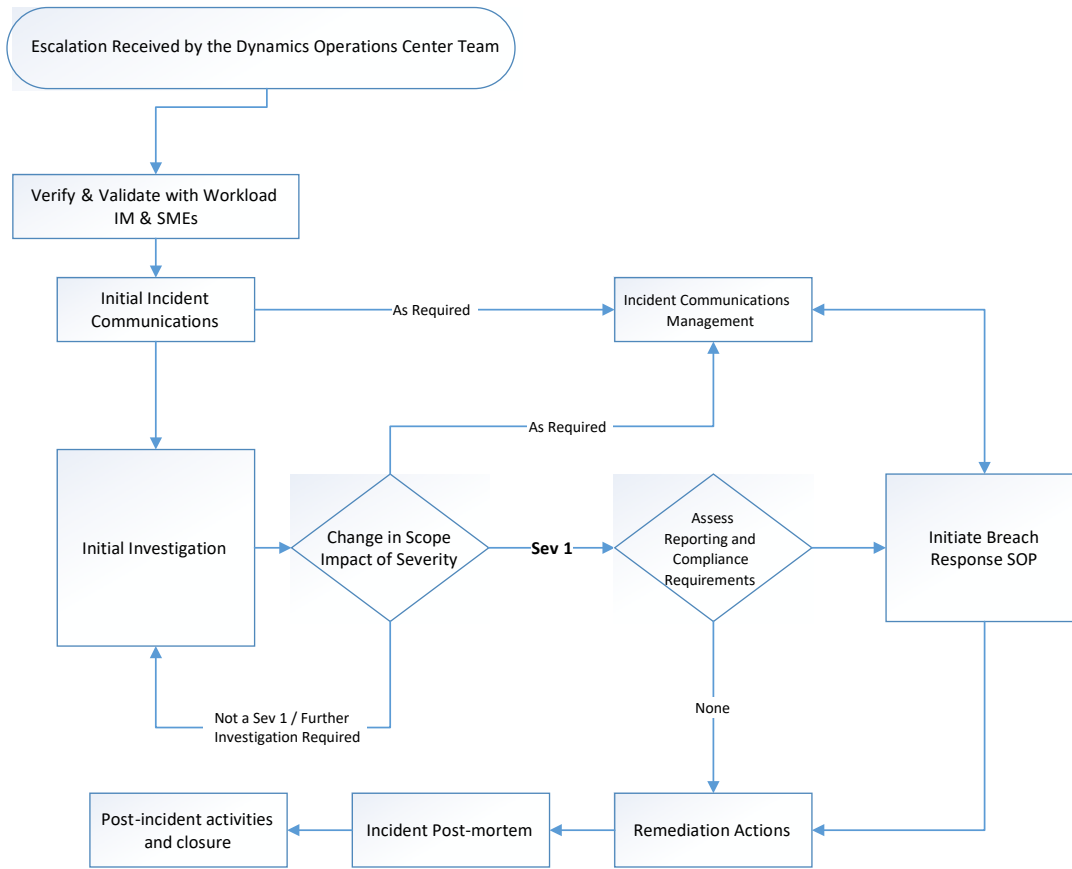 Escalation Received by the Dynamics Operations Center Team
Verify & Validate with Workload
IM & SMEs
Initial Incident
Communications
As Required
Incident Communications
Management
As Required
Initial Investigation
Change in Scope
Impact of Severity
Sev 1
Assess
Reporting and
Compliance
Requirements
Initiate Breach
Response SOP
Not a Sev 1 / Further
Investigation Required
None
Post-incident activities
and closure
Incident Post-mortem
Remediation Actions